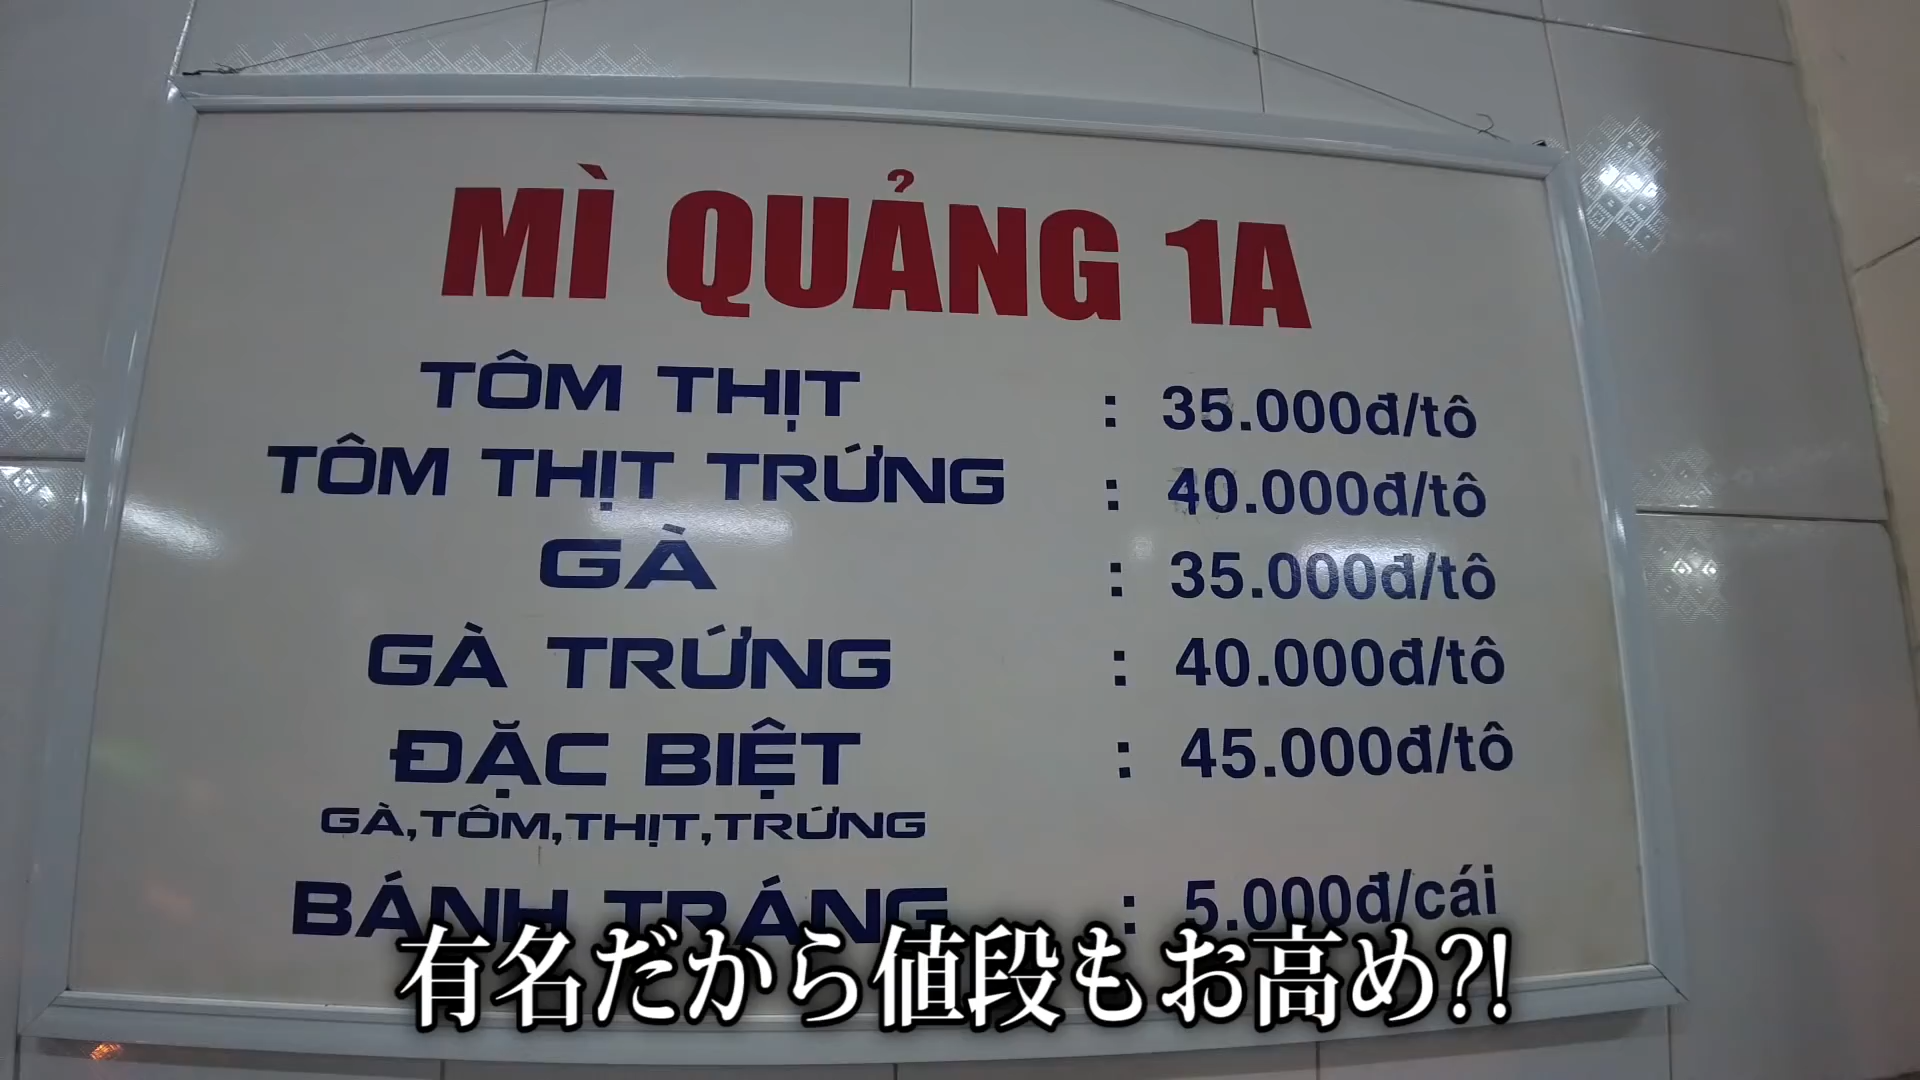 MÌ QUẢNG 1A
TÔM THỊT : 35.000đ/tô
TÔM THỊT TRỨNG : 40.000đ/tô
GÀ : 35.000đ/tô
GÀ TRỨNG : 40.000đ/tô
ĐẶC BIỆT : 45.000đ/tô
GÀ,TÔM,THỊT,TRỨNG
BÁNH TRÁNG : 5.000đ/cái
有名だから値段もお高め?!